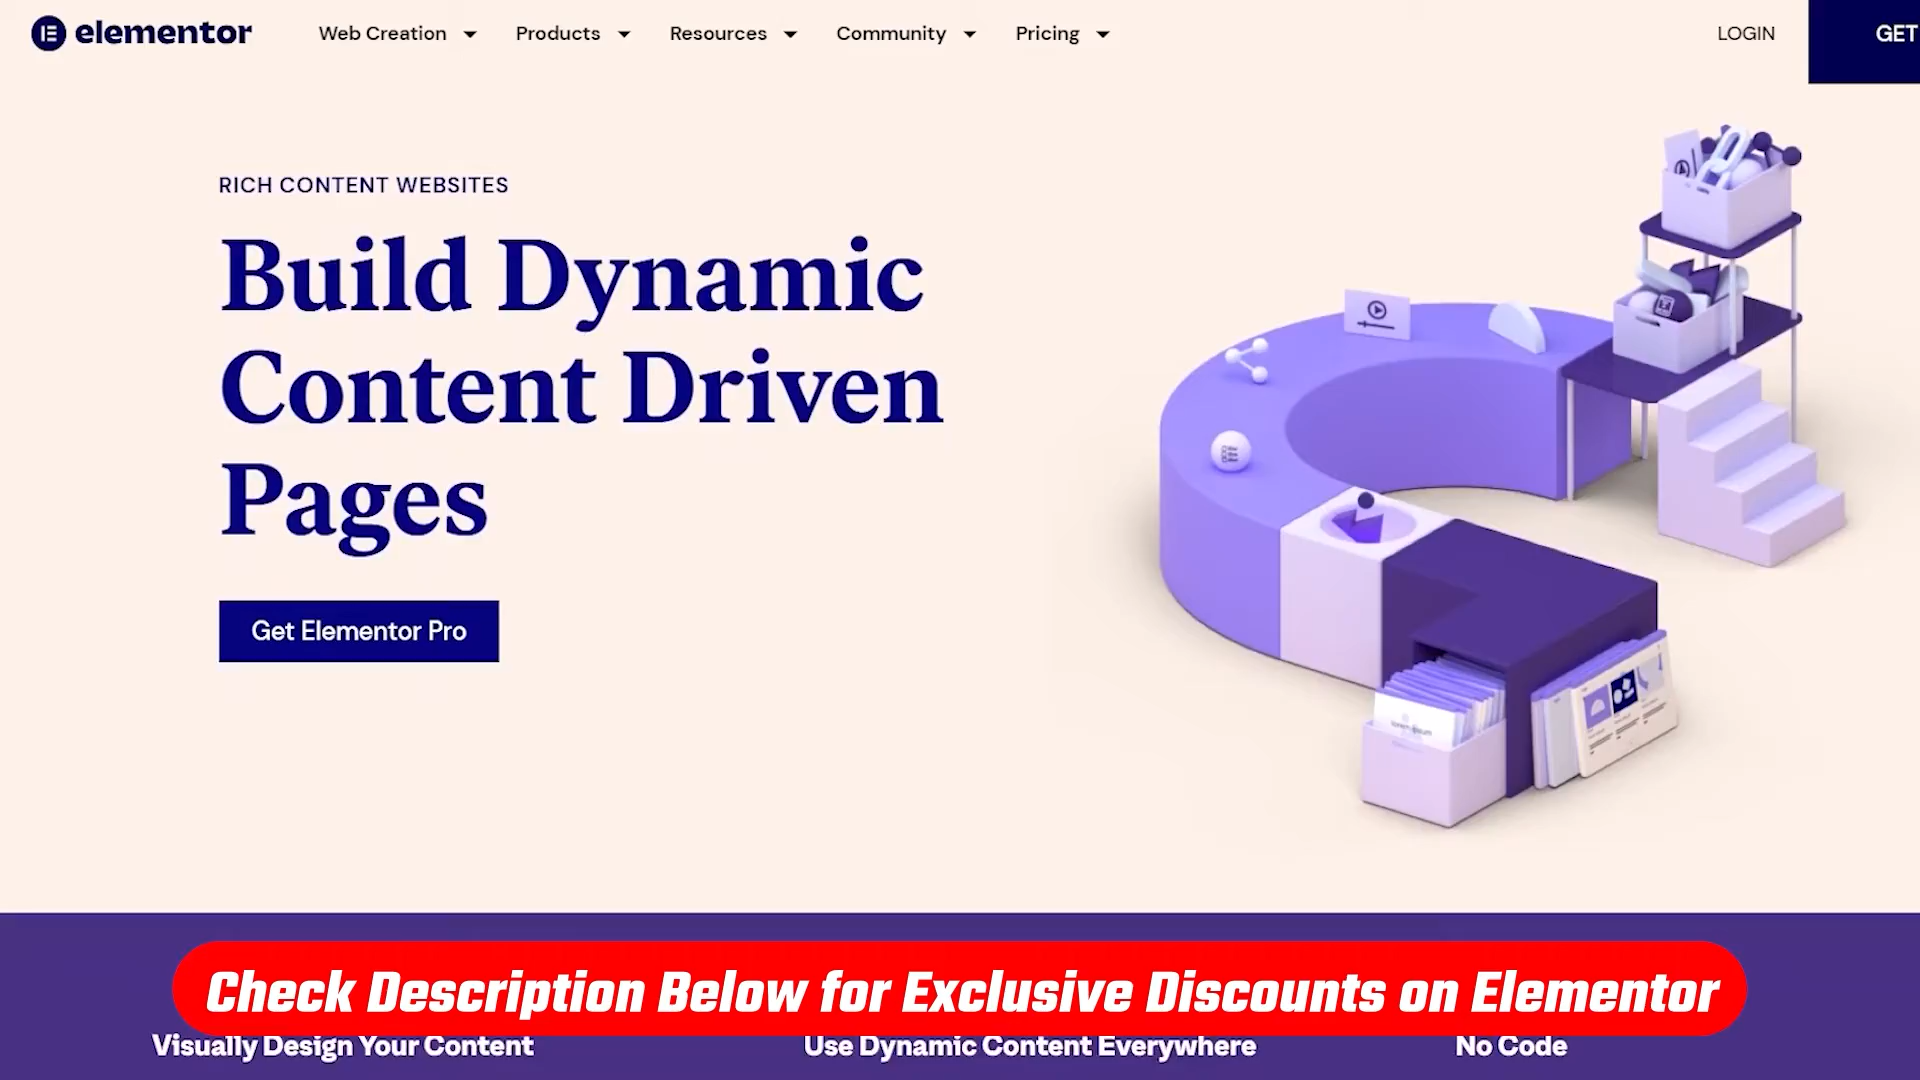 elementor
Web Creation
Products
Resources
Community
Pricing
LOGIN
GET
RICH CONTENT WEBSITES
Build Dynamic
Content Driven
Pages
Get Elementor Pro
Check Description Below for Exclusive Discounts on Elementor
Visually Design Your Content
Use Dynamic Content Everywhere
No Code